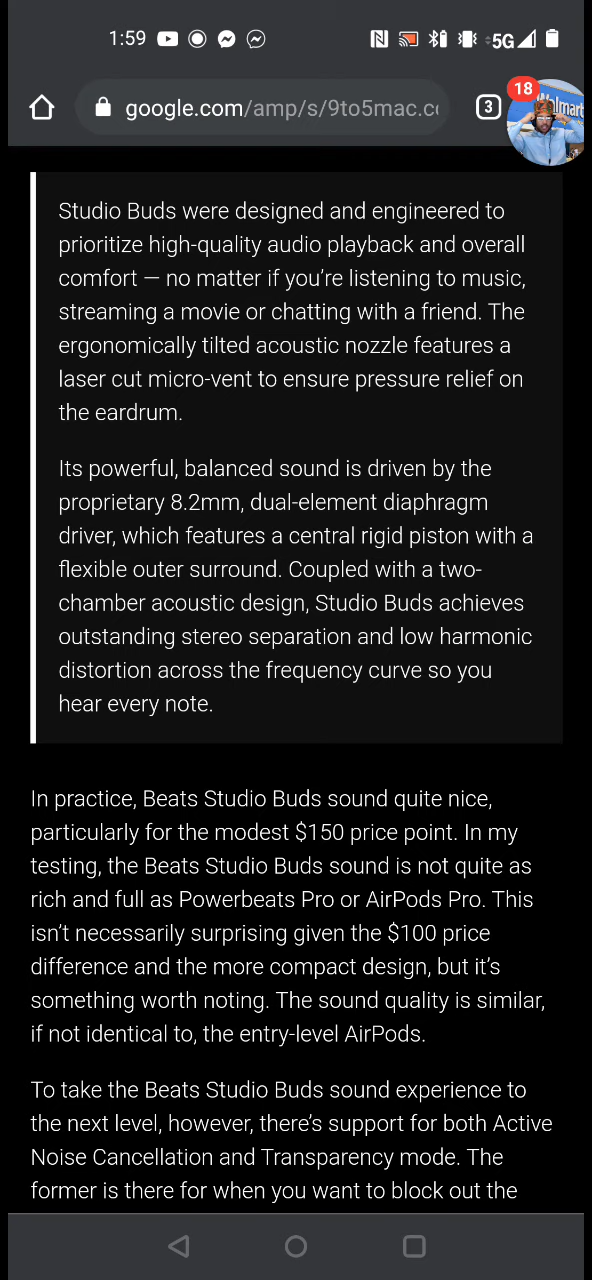 1:59
5G
google.com/amp/s/9to5mac.c
3
18
Walmart
Studio Buds were designed and engineered to
prioritize high-quality audio playback and overall
comfort — no matter if you’re listening to music,
streaming a movie or chatting with a friend. The
ergonomically tilted acoustic nozzle features a
laser cut micro-vent to ensure pressure relief on
the eardrum.
Its powerful, balanced sound is driven by the
proprietary 8.2mm, dual-element diaphragm
driver, which features a central rigid piston with a
flexible outer surround. Coupled with a two-
chamber acoustic design, Studio Buds achieves
outstanding stereo separation and low harmonic
distortion across the frequency curve so you
hear every note.
In practice, Beats Studio Buds sound quite nice,
particularly for the modest $150 price point. In my
testing, the Beats Studio Buds sound is not quite as
rich and full as Powerbeats Pro or AirPods Pro. This
isn’t necessarily surprising given the $100 price
difference and the more compact design, but it’s
something worth noting. The sound quality is similar,
if not identical to, the entry-level AirPods.
To take the Beats Studio Buds sound experience to
the next level, however, there’s support for both Active
Noise Cancellation and Transparency mode. The
former is there for when you want to block out the